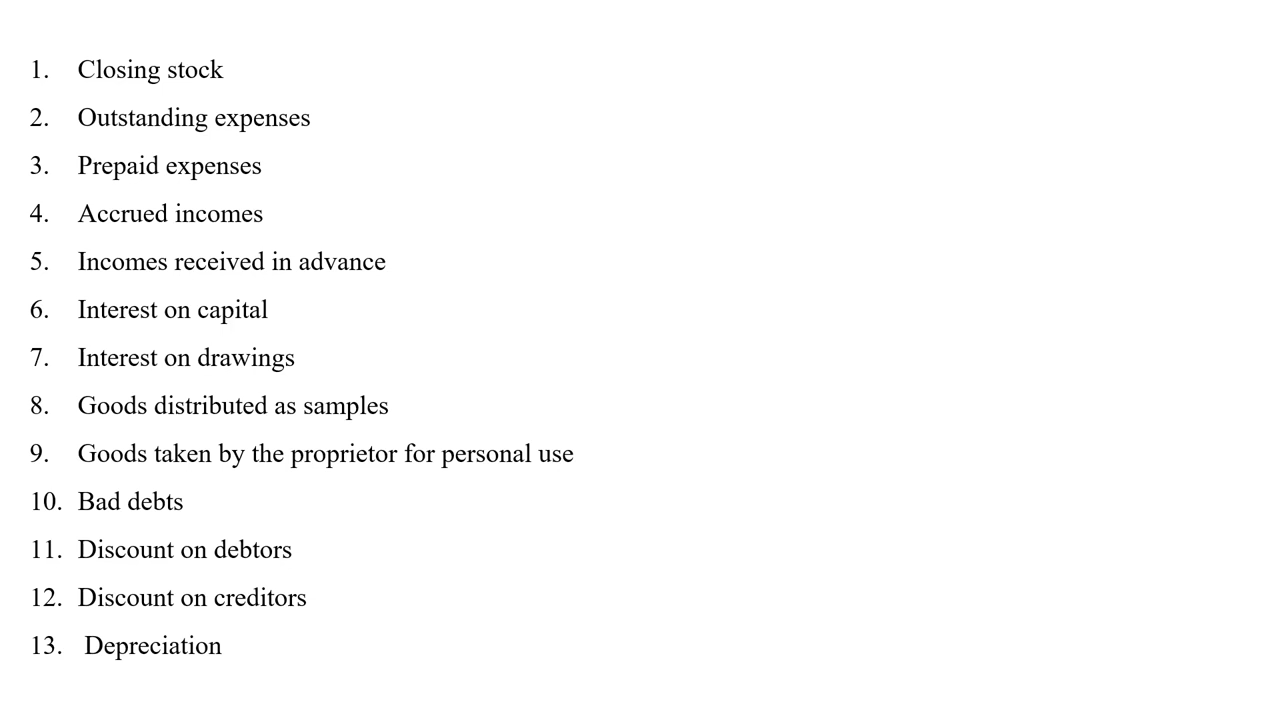 1. Closing stock
2. Outstanding expenses
3. Prepaid expenses
4. Accrued incomes
5. Incomes received in advance
6. Interest on capital
7. Interest on drawings
8. Goods distributed as samples
9. Goods taken by the proprietor for personal use
10. Bad debts
11. Discount on debtors
12. Discount on creditors
13. Depreciation